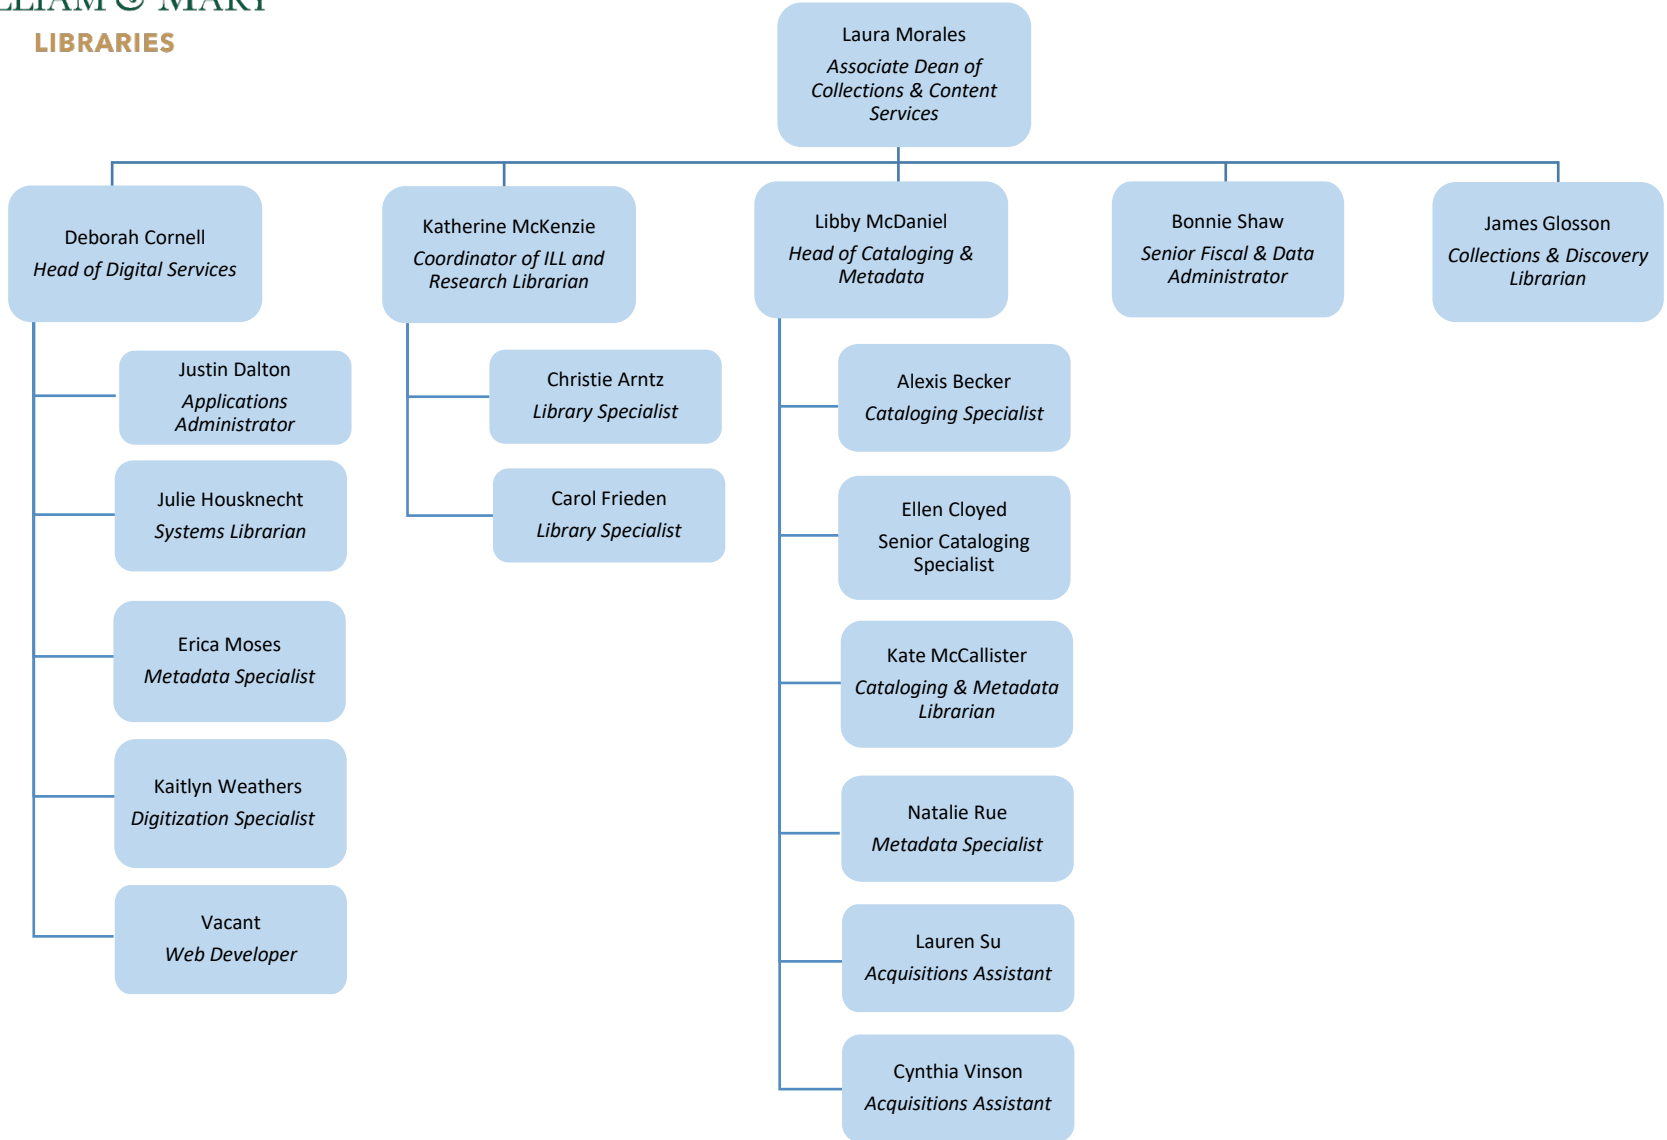 LIBRARIES
Laura Morales
Associate Dean of
Collections & Content
Services
Deborah Cornell
Head of Digital Services
Katherine McKenzie
Coordinator of ILL and
Research Librarian
Libby McDaniel
Head of Cataloging &
Metadata
Bonnie Shaw
Senior Fiscal & Data
Administrator
James Glosson
Collections & Discovery
Librarian
Justin Dalton
Applications
Administrator
Julie Housknecht
Systems Librarian
Erica Moses
Metadata Specialist
Kaitlyn Weathers
Digitization Specialist
Vacant
Web Developer
Christie Arntz
Library Specialist
Carol Frieden
Library Specialist
Alexis Becker
Cataloging Specialist
Ellen Cloyed
Senior Cataloging
Specialist
Kate McCallister
Cataloging & Metadata
Librarian
Natalie Rue
Metadata Specialist
Lauren Su
Acquisitions Assistant
Cynthia Vinson
Acquisitions Assistant